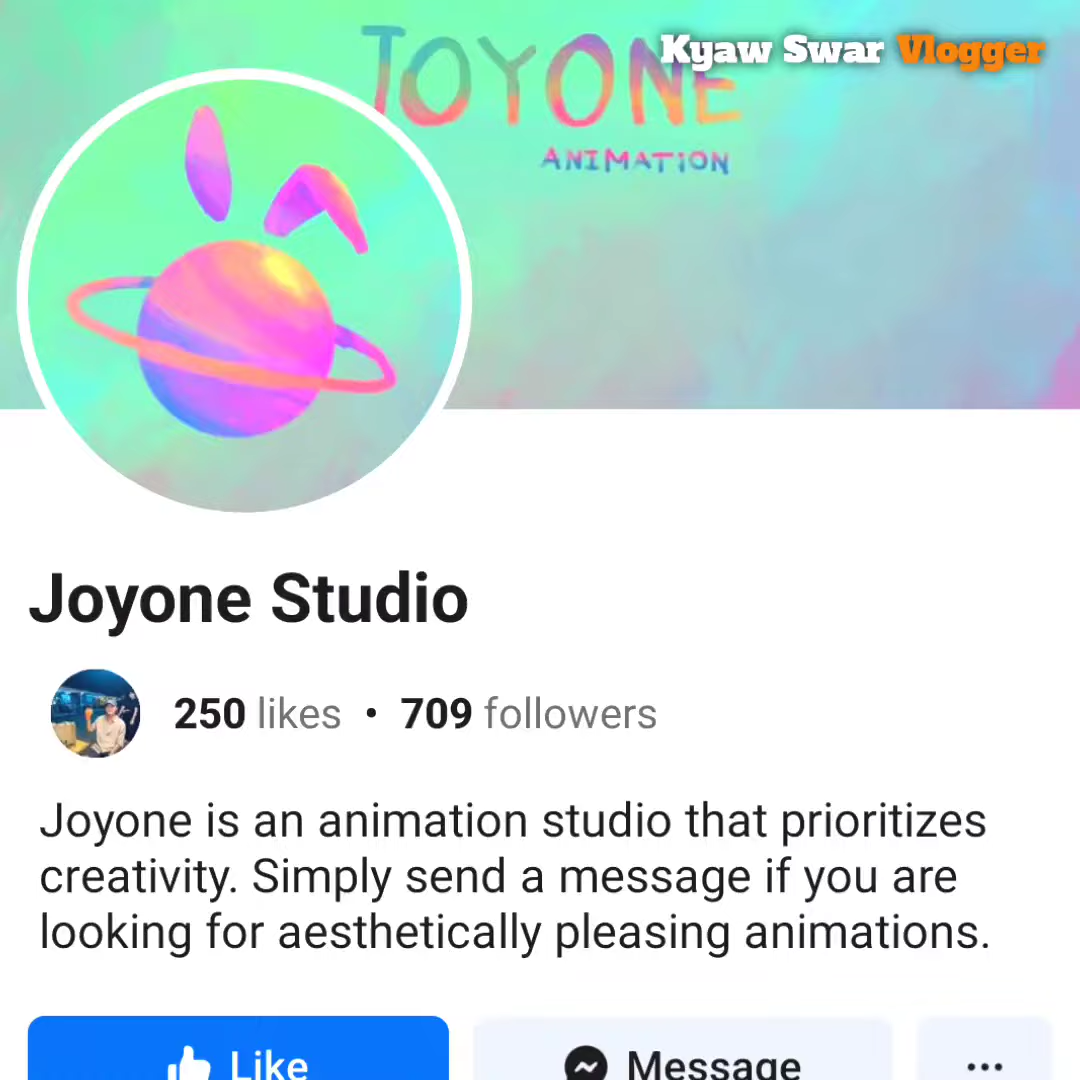 JOYONE
Kyaw Swar Vlogger
ANIMATION
Joyone Studio
250 likes • 709 followers
Joyone is an animation studio that prioritizes
creativity. Simply send a message if you are
looking for aesthetically pleasing animations.
Like
Message
...